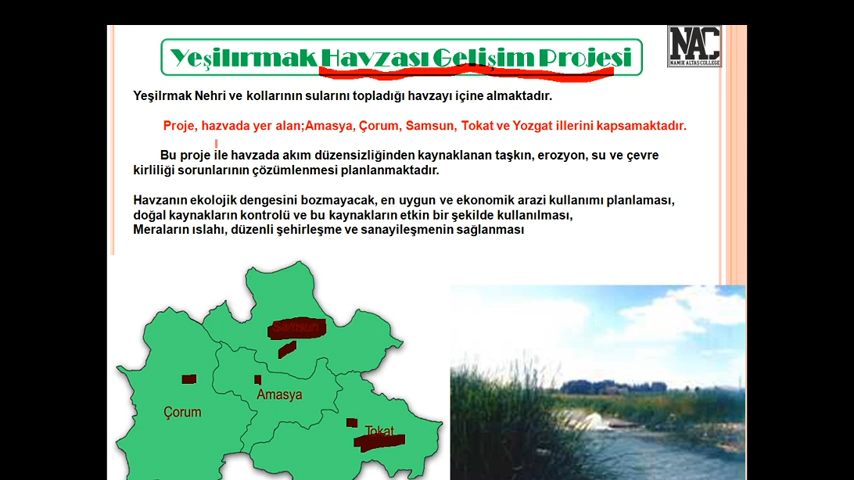 Yeşilırmak Havzası Gelişim Projesi
NAC
NAMIK ALTAS COLLEGE
Yeşilrmak Nehri ve kollarının sularını topladığı havzayı içine almaktadır.
Proje, hazvada yer alan;Amasya, Çorum, Samsun, Tokat ve Yozgat illerini kapsamaktadır.
Bu proje ile havzada akım düzensizliğinden kaynaklanan taşkın, erozyon, su ve çevre
kirliliği sorunlarının çözümlenmesi planlanmaktadır.
Havzanın ekolojik dengesini bozmayacak, en uygun ve ekonomik arazi kullanımı planlaması,
doğal kaynakların kontrolü ve bu kaynakların etkin bir şekilde kullanılması,
Meraların ıslahı, düzenli şehirleşme ve sanayileşmenin sağlanması
Samsun
Amasya
Çorum
Tokat